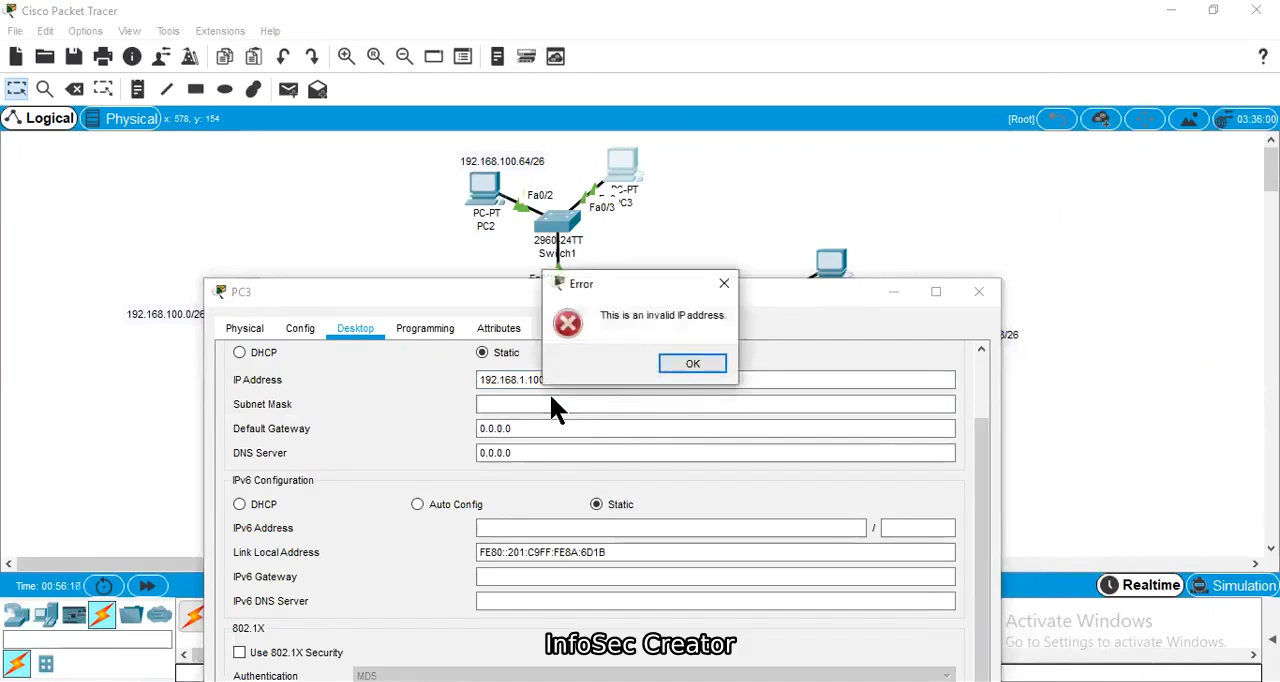 Cisco Packet Tracer
File Edit Options View Tools Extensions Help
Logical Physical x: 578, y: 154 [Root] 03:36:00
192.168.100.64/26
Fa0/2
PC-PT
PC2
PC-PT
PC3
Fa0/3
2960-24TT
Switch1
192.168.100.0/26
PC3
Error
This is an invalid IP address.
OK
Physical Config Desktop Programming Attributes
DHCP Static
IP Address 192.168.1.100
Subnet Mask
Default Gateway 0.0.0.0
DNS Server 0.0.0.0
IPv6 Configuration
DHCP Auto Config Static
IPv6 Address /
Link Local Address FE80::201:C9FF:FE8A:6D1B
IPv6 Gateway
IPv6 DNS Server
802.1X
Use 802.1X Security
Authentication MD5
Time: 00:56:18 Realtime Simulation
Activate Windows
Go to Settings to activate Windows.
InfoSec Creator